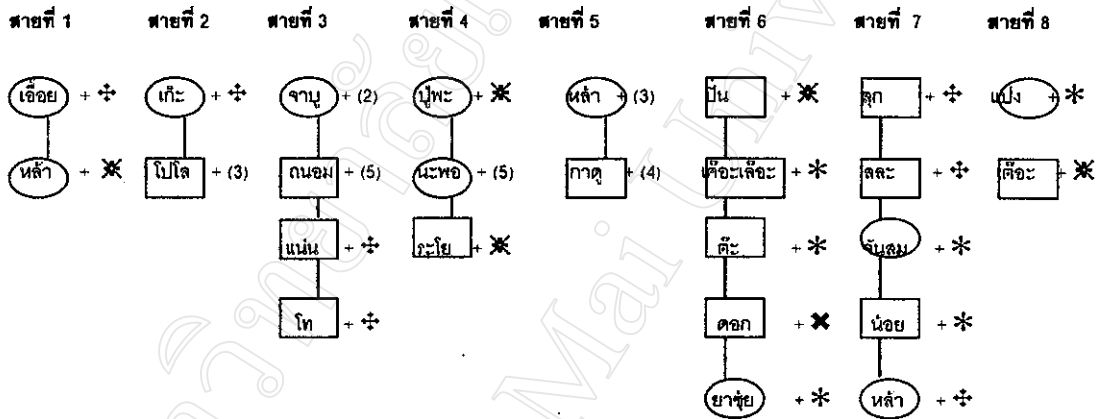 สายที่ 1 สายที่ 2 สายที่ 3 สายที่ 4 สายที่ 5 สายที่ 6 สายที่ 7 สายที่ 8
เอื้อย + เก๊ะ + จาบู + (2) ปู่พะ + หล้า + (3) ปั๋น + ลุก + แปง +
หล้า + โปโล + (3) ถนอม + (5) นะพอ + (5) กาดู + (4) เค๊อะเล๊อะ + ลละ + ต๊อะ +
แน่น + กะโย + ต๊ะ + จันสม +
โท + ดอก + น่อย +
ยาซุ่ย + หล้า +